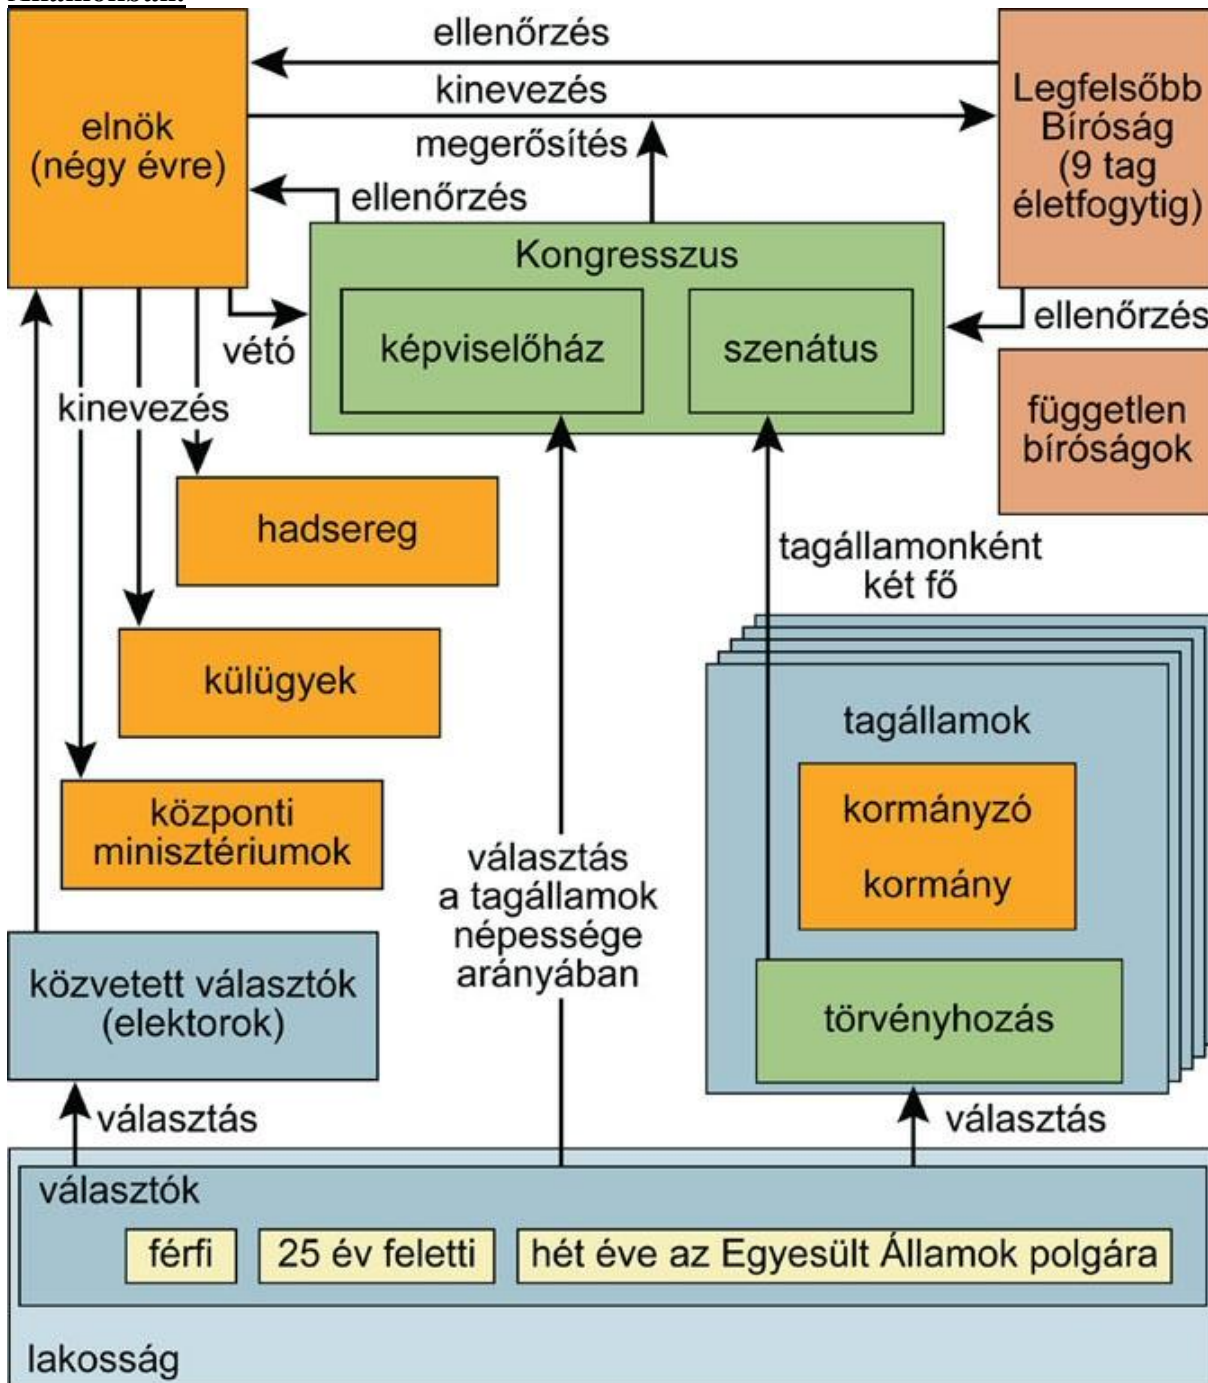 ellenőrzés
kinevezés
megerősítés
elnök
(négy évre)
Legfelsőbb
Bíróság
(9 tag
életfogytig)
ellenőrzés
Kongresszus
képviselőház
szenátus
vétó
ellenőrzés
kinevezés
független
bíróságok
hadsereg
tagállamonként
két fő
külügyek
tagállamok
központi
minisztériumok
kormányzó
kormány
választás
a tagállamok
népessége
arányában
közvetett választók
(elektorok)
törvényhozás
választás
választás
választók
férfi
25 év feletti
hét éve az Egyesült Államok polgára
lakosság